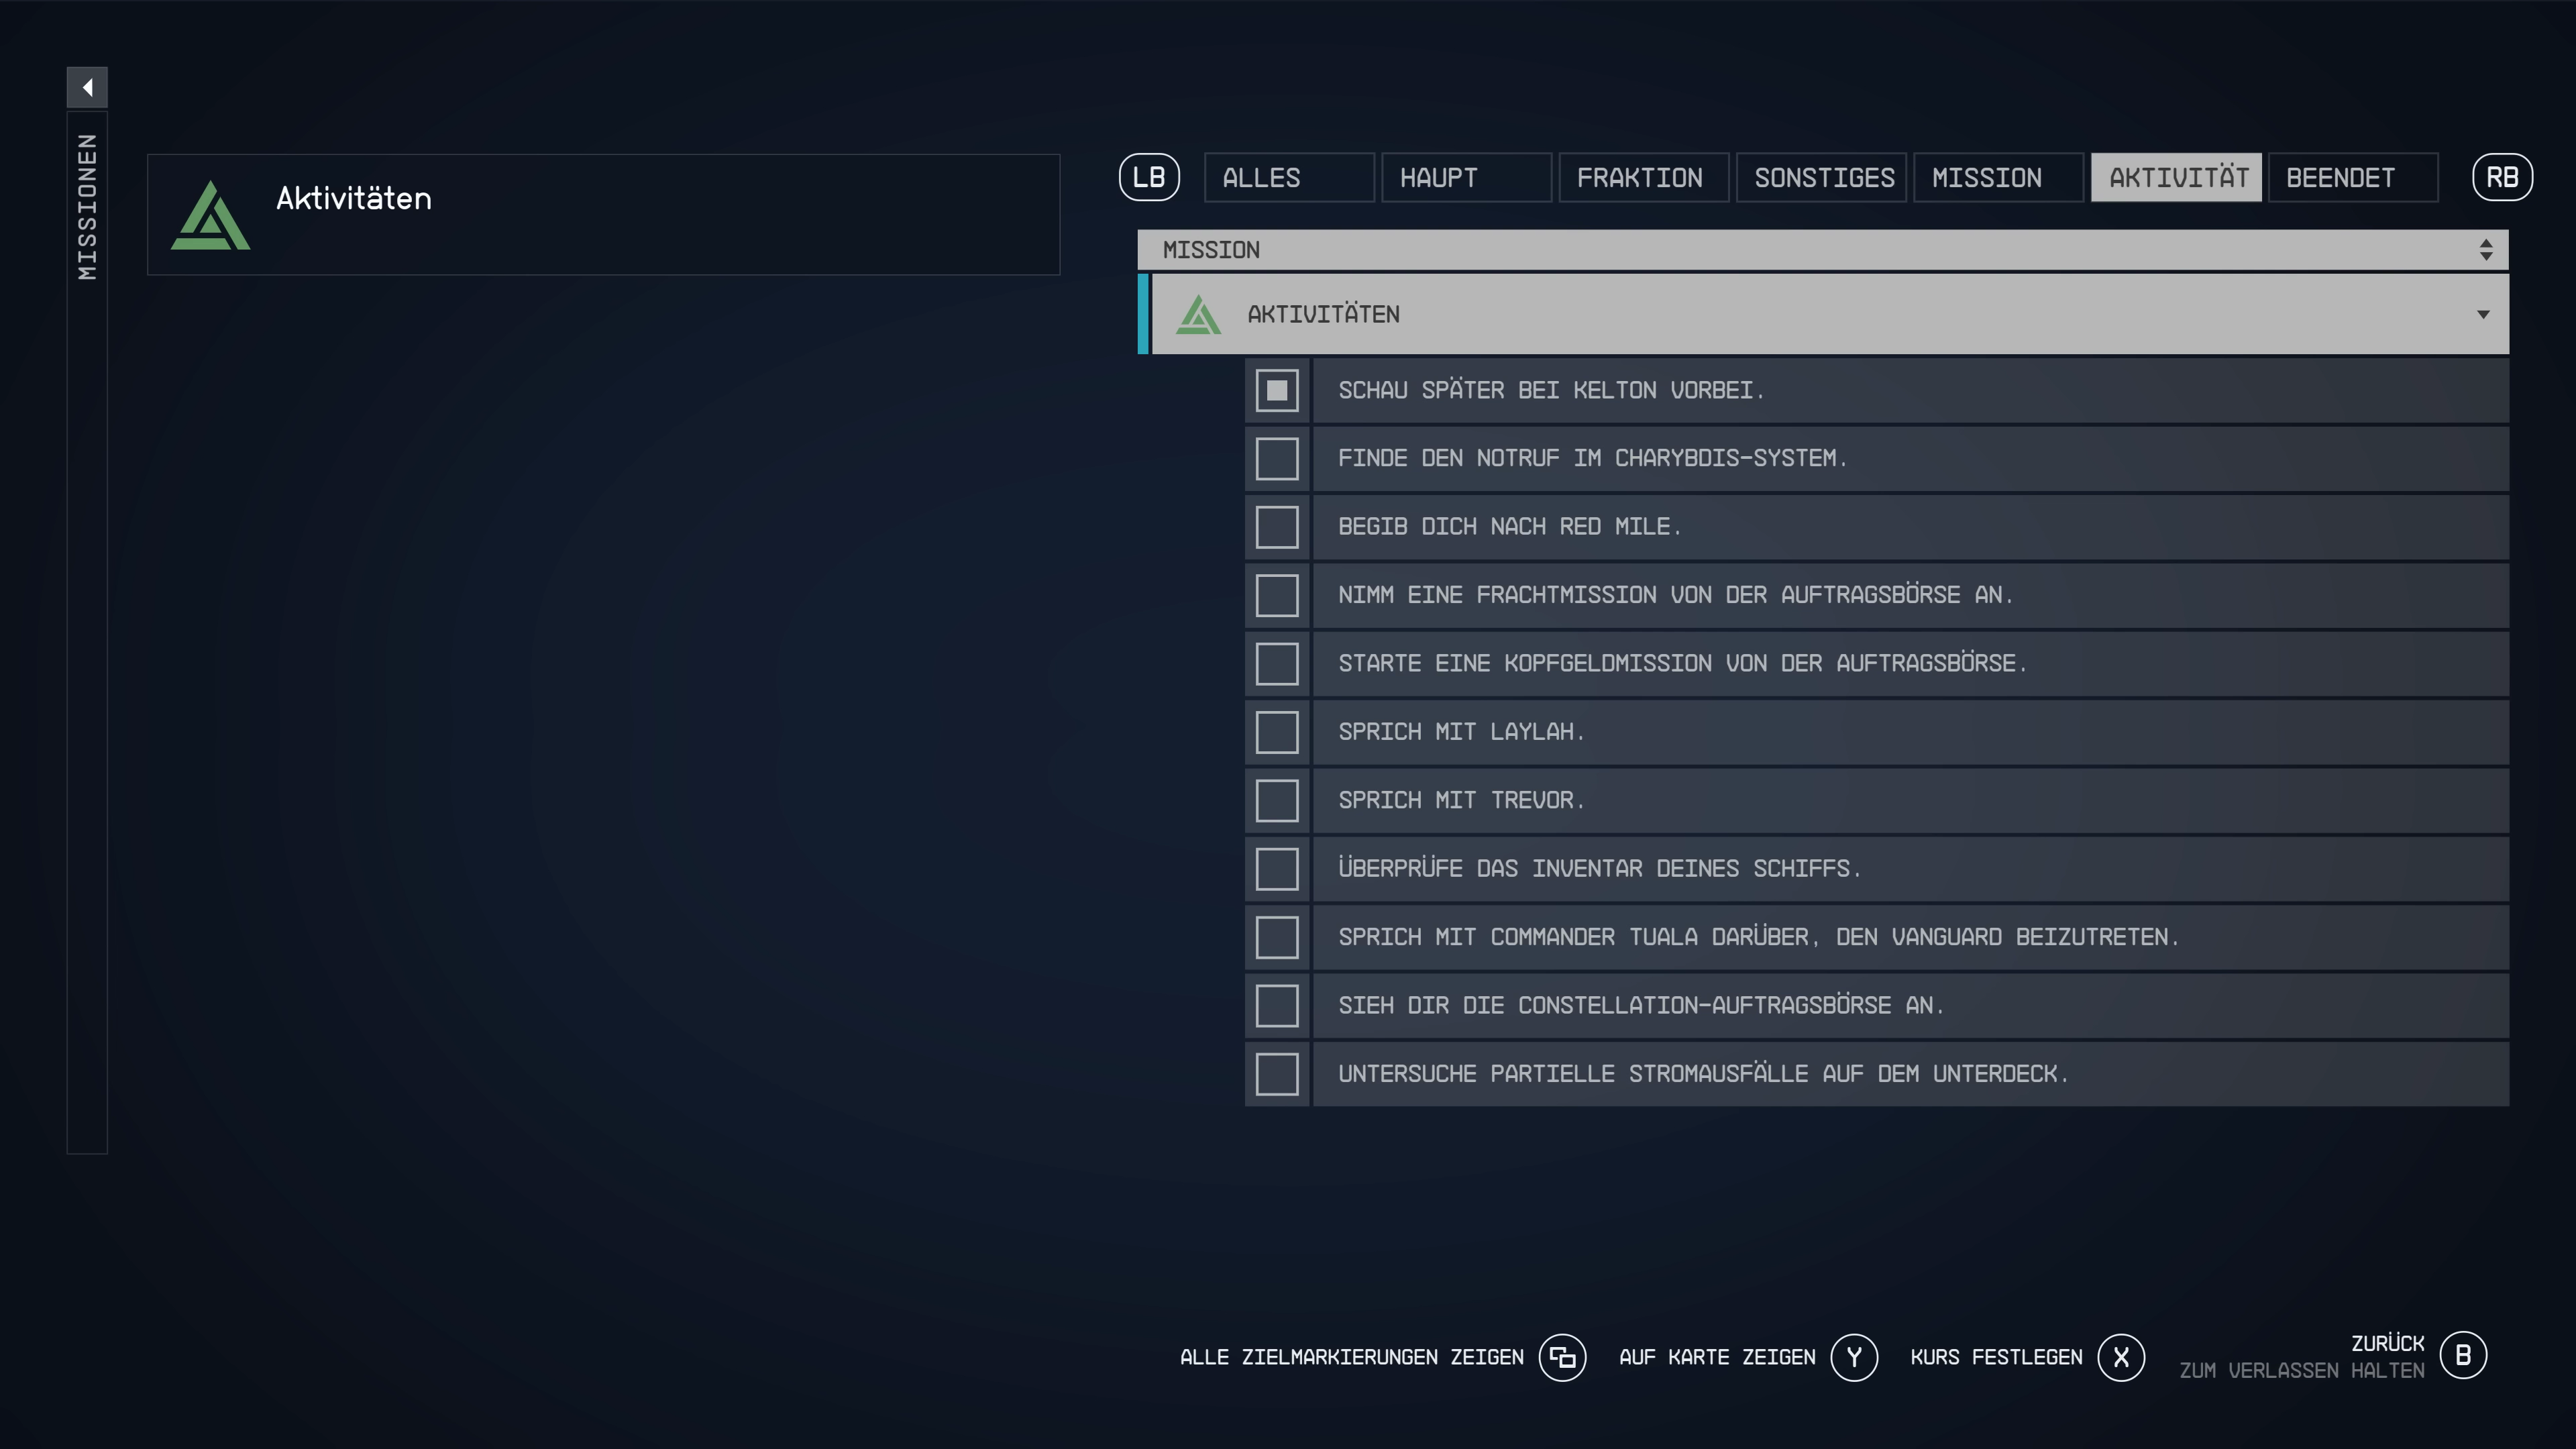 MISSIONEN
Aktivitäten
LB
ALLES
HAUPT
FRAKTION
SONSTIGES
MISSION
AKTIVITÄT
BEENDET
RB
MISSION
AKTIVITÄTEN
SCHAU SPÄTER BEI KELTON VORBEI.
FINDE DEN NOTRUF IM CHARYBDIS-SYSTEM.
BEGIB DICH NACH RED MILE.
NIMM EINE FRACHTMISSION VON DER AUFTRAGSBÖRSE AN.
STARTE EINE KOPFGELDMISSION VON DER AUFTRAGSBÖRSE.
SPRICH MIT LAYLAH.
SPRICH MIT TREVOR.
ÜBERPRÜFE DAS INVENTAR DEINES SCHIFFS.
SPRICH MIT COMMANDER TUALA DARÜBER, DEN VANGUARD BEIZUTRETEN.
SIEH DIR DIE CONSTELLATION-AUFTRAGSBÖRSE AN.
UNTERSUCHE PARTIELLE STROMAUSFÄLLE AUF DEM UNTERDECK.
ALLE ZIELMARKIERUNGEN ZEIGEN
AUF KARTE ZEIGEN Y
KURS FESTLEGEN X
ZURÜCK B
ZUM VERLASSEN HALTEN